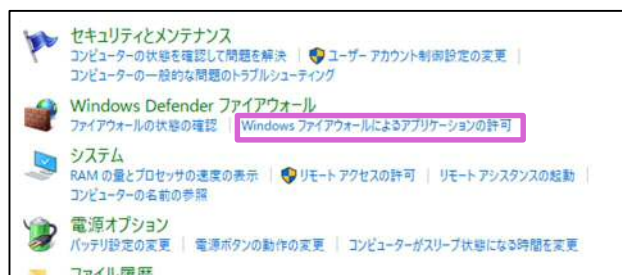 セキュリティとメンテナンス
コンピューターの状態を確認して問題を解決 | ユーザー アカウント制御設定の変更 |
コンピューターの一般的な問題のトラブルシューティング
Windows Defender ファイアウォール
ファイアウォールの状態の確認 | Windows ファイアウォールによるアプリケーションの許可
システム
RAM の量とプロセッサの速度の表示 | リモート アクセスの許可 | リモート アシスタンスの起動 |
コンピューターの名前の参照
電源オプション
バッテリ設定の変更 | 電源ボタンの動作の変更 | コンピューターがスリープ状態になる時間を変更
ファイル履歴